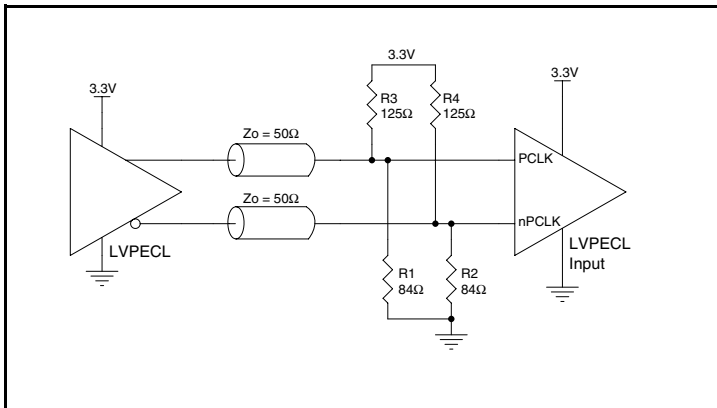 3.3V
3.3V
3.3V
R3
125Ω
R4
125Ω
Zo = 50Ω
PCLK
Zo = 50Ω
nPCLK
LVPECL
LVPECL
Input
R1
84Ω
R2
84Ω